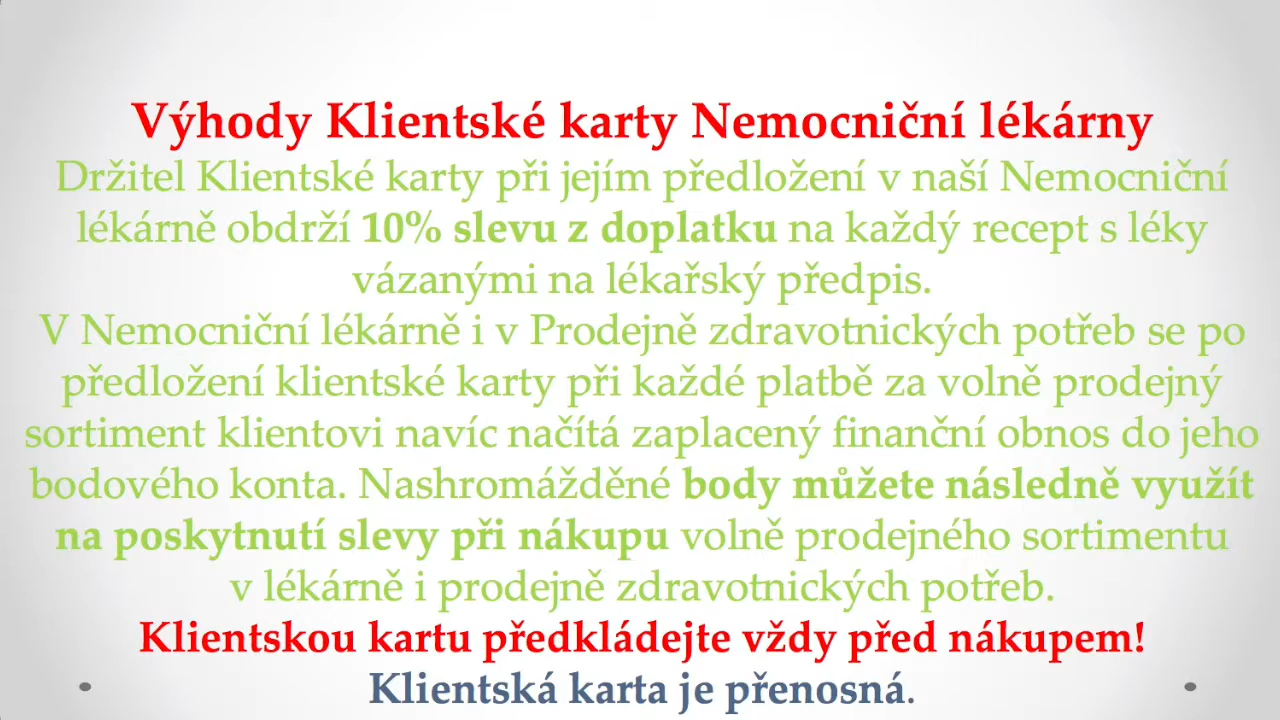 Výhody Klientské karty Nemocniční lékárny
Držitel Klientské karty při jejím předložení v naší Nemocniční
lékárně obdrží 10% slevu z doplatku na každý recept s léky
vázanými na lékařský předpis.
V Nemocniční lékárně i v Prodejně zdravotnických potřeb se po
předložení klientské karty při každé platbě za volně prodejný
sortiment klientovi navíc načítá zaplacený finanční obnos do jeho
bodového konta. Nashromážděné body můžete následně využít
na poskytnutí slevy při nákupu volně prodejného sortimentu
v lékárně i prodejně zdravotnických potřeb.
Klientskou kartu předkládejte vždy před nákupem!
Klientská karta je přenosná.